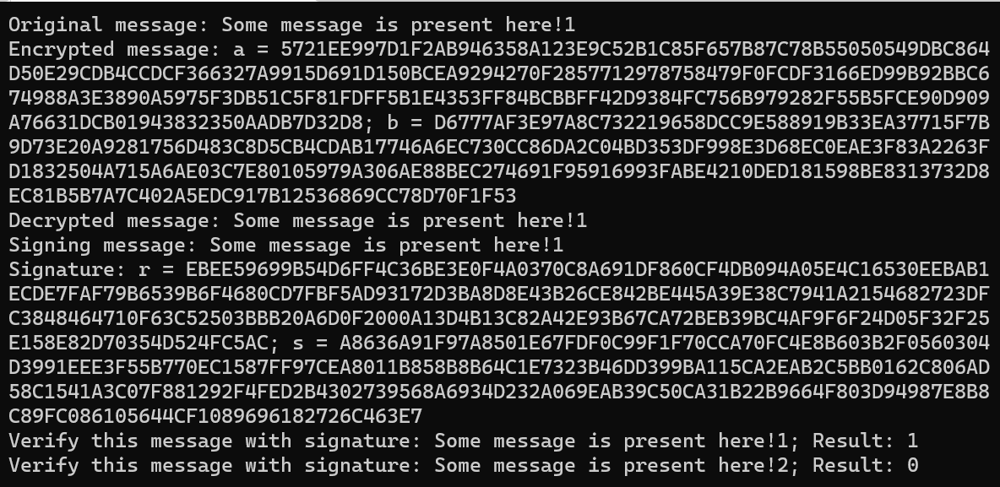 Original message: Some message is present here!1
Encrypted message: a = 5721EE997D1F2AB946358A123E9C52B1C85F657B87C78B55050549DBC864
D50E29CDB4CCDCF366327A9915D691D150BCEA9294270F2857712978758479F0FCDF3166ED99B92BBC6
74988A3E3890A5975F3DB51C5F81FDFF5B1E4353FF84BCBBFF42D9384FC756B979282F55B5FCE90D909
A76631DCB01943832350AADB7D32D8; b = D6777AF3E97A8C732219658DCC9E588919B33EA37715F7B
9D73E20A9281756D483C8D5CB4CDAB17746A6EC730CC86DA2C04BD353DF998E3D68EC0EAE3F83A2263F
D1832504A715A6AE03C7E80105979A306AE88BEC274691F95916993FABE4210DED181598BE8313732D8
EC81B5B7A7C402A5EDC917B12536869CC78D70F1F53
Decrypted message: Some message is present here!1
Signing message: Some message is present here!1
Signature: r = EBEE59699B54D6FF4C36BE3E0F4A0370C8A691DF860CF4DB094A05E4C16530EEBAB1
ECDE7FAF79B6539B6F4680CD7FBF5AD93172D3BA8D8E43B26CE842BE445A39E38C7941A2154682723DF
C3848464710F63C52503BBB20A6D0F2000A13D4B13C82A42E93B67CA72BEB39BC4AF9F6F24D05F32F25
E158E82D70354D524FC5AC; s = A8636A91F97A8501E67FDF0C99F1F70CCA70FC4E8B603B2F0560304
D3991EEE3F55B770EC1587FF97CEA8011B858B8B64C1E7323B46DD399BA115CA2EAB2C5BB0162C806AD
58C1541A3C07F881292F4FED2B4302739568A6934D232A069EAB39C50CA31B22B9664F803D94987E8B8
C89FC086105644CF1089696182726C463E7
Verify this message with signature: Some message is present here!1; Result: 1
Verify this message with signature: Some message is present here!2; Result: 0